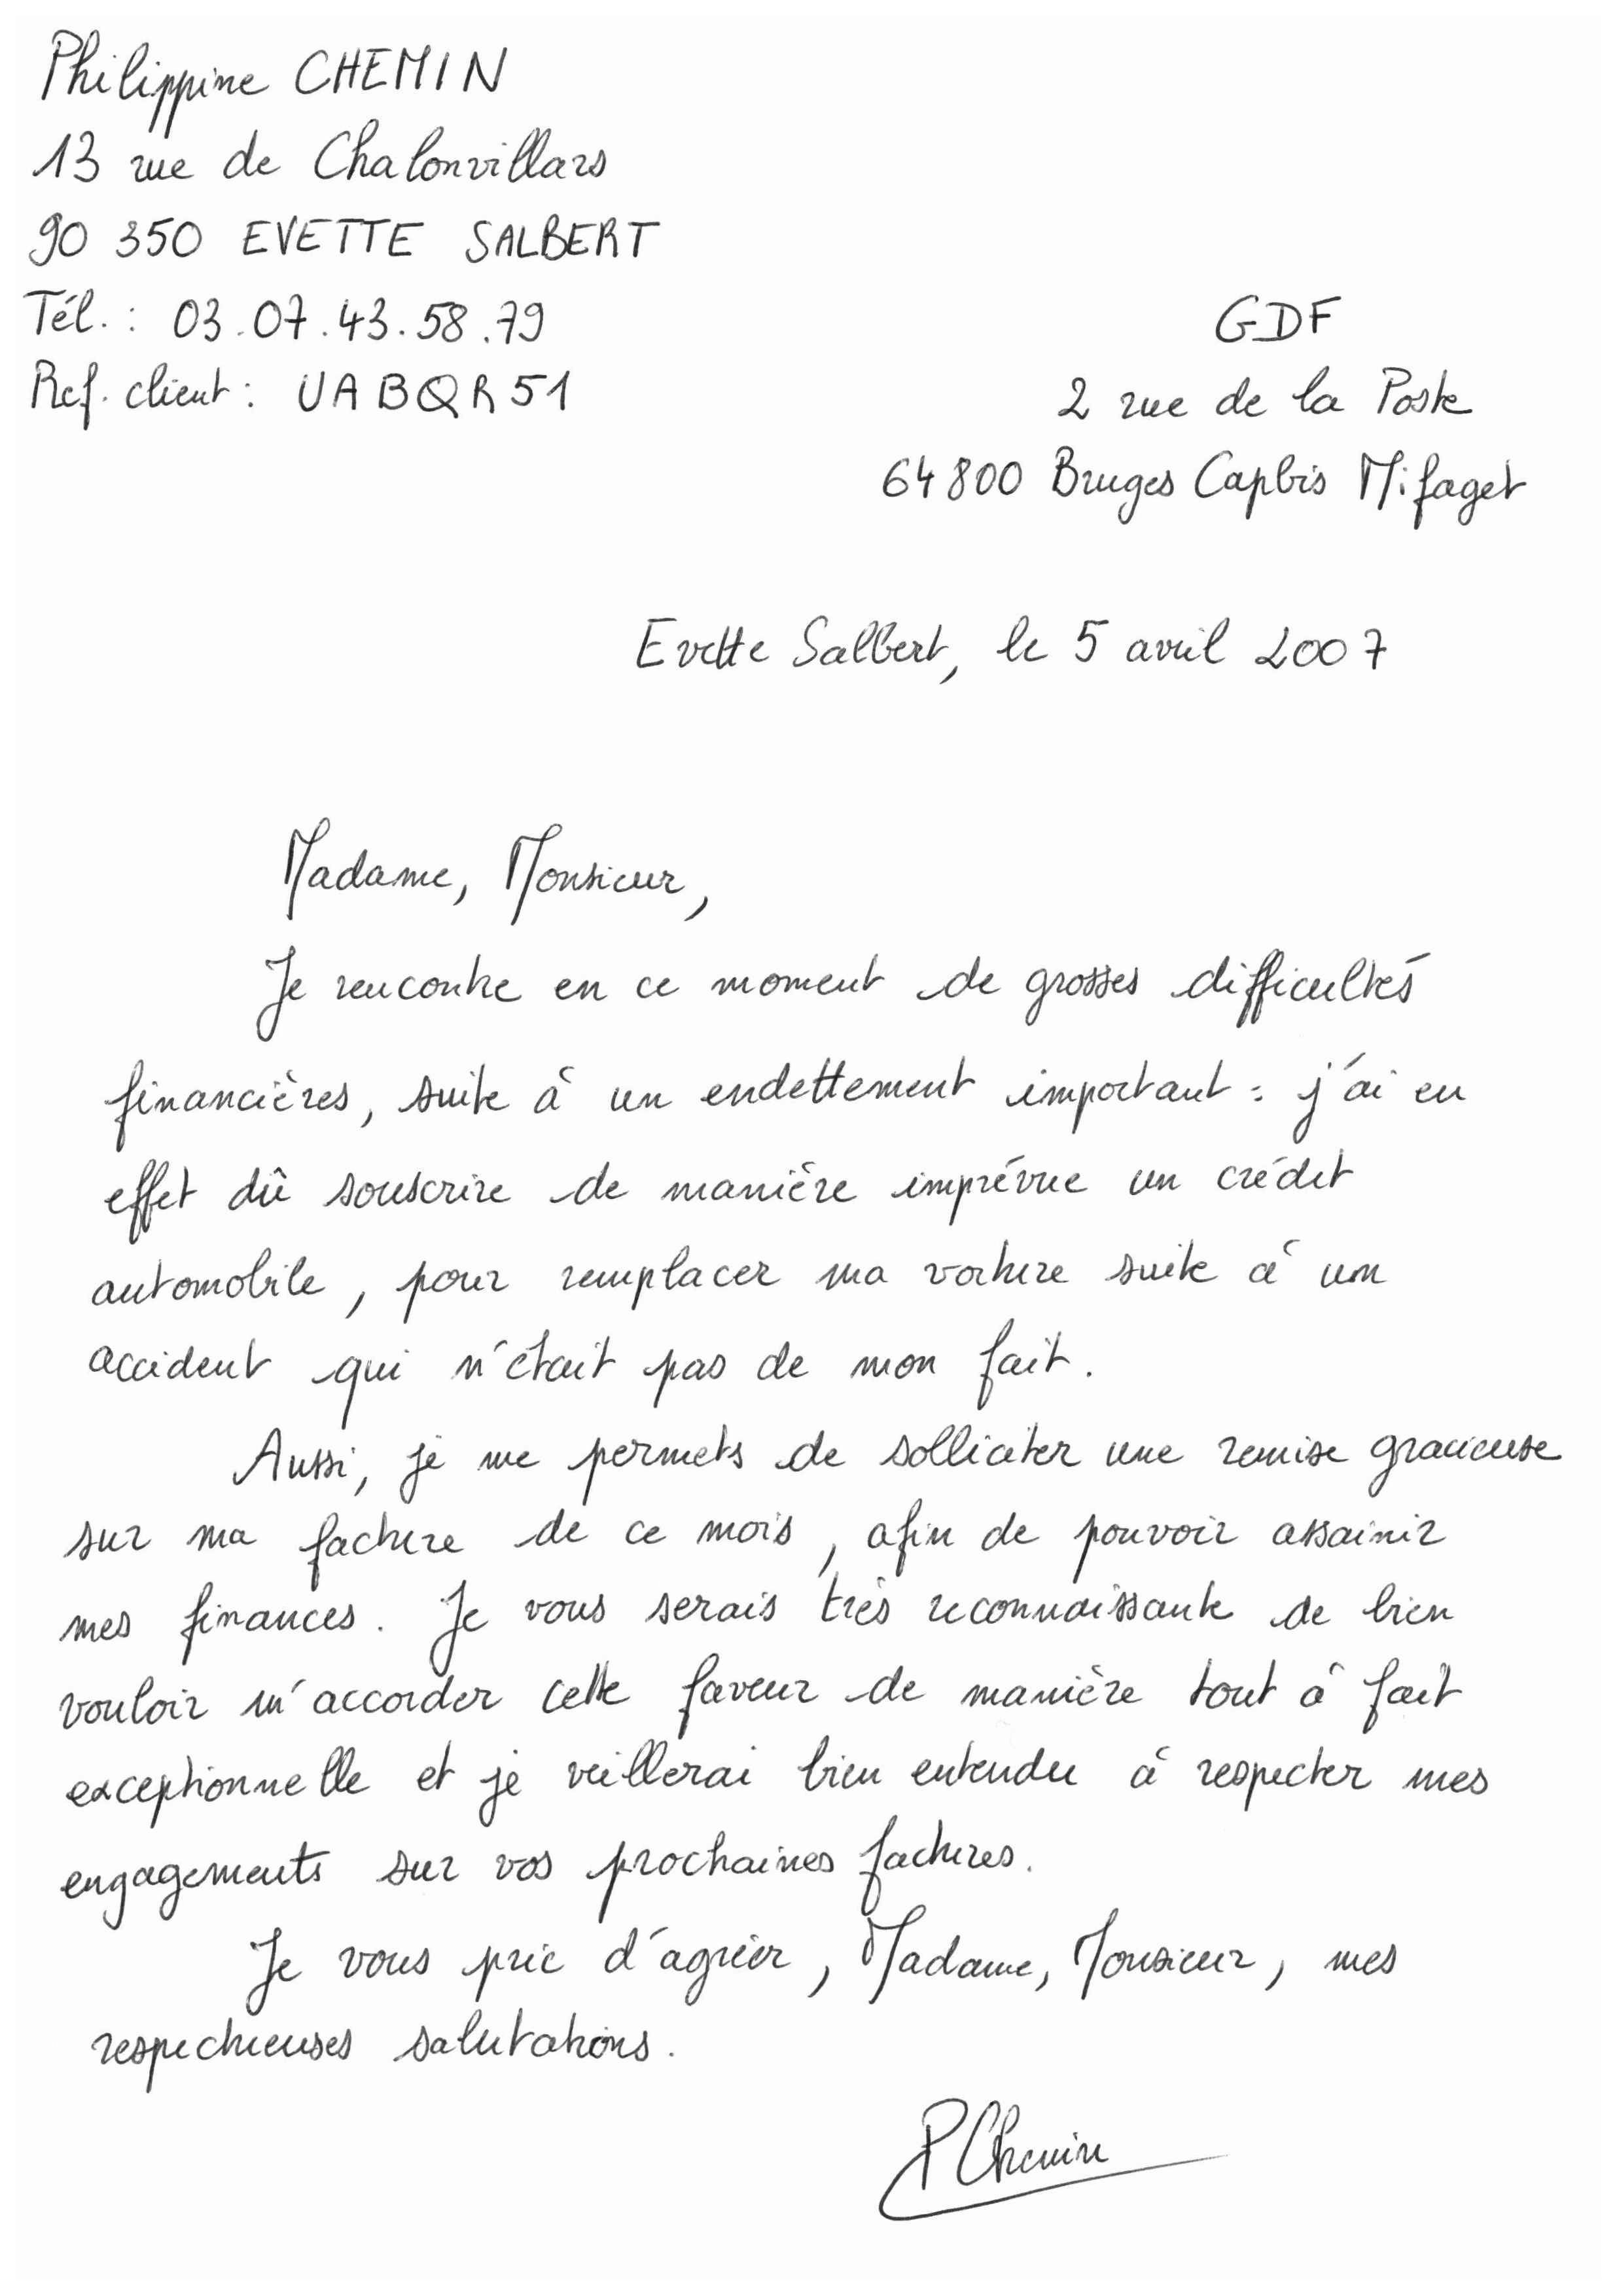 Philippine CHEMIN
13 rue de Chalonvillars
90 350 EVETTE SALBERT
Tél. : 03.07.43.58.79
Ref. client : UABQR51
GDF
2 rue de la Poste
64800 Bruges Capbis Mifaget
Evette Salbert, le 5 avril 2007
Madame, Monsieur,
Je rencontre en ce moment de grosses difficultés
financières, suite à un endettement important : j'ai en
effet dû souscrire de manière imprévue un crédit
automobile, pour remplacer ma voiture suite à un
accident qui n'était pas de mon fait.
Aussi, je me permets de solliciter une remise gracieuse
sur ma facture de ce mois, afin de pouvoir assainir
mes finances. Je vous serais très reconnaissante de bien
vouloir m'accorder cette faveur de manière tout à fait
exceptionnelle et je veillerai bien entendu à respecter mes
engagements sur vos prochaines factures.
Je vous prie d'agréer, Madame, Monsieur, mes
respectueuses salutations.
PChemin